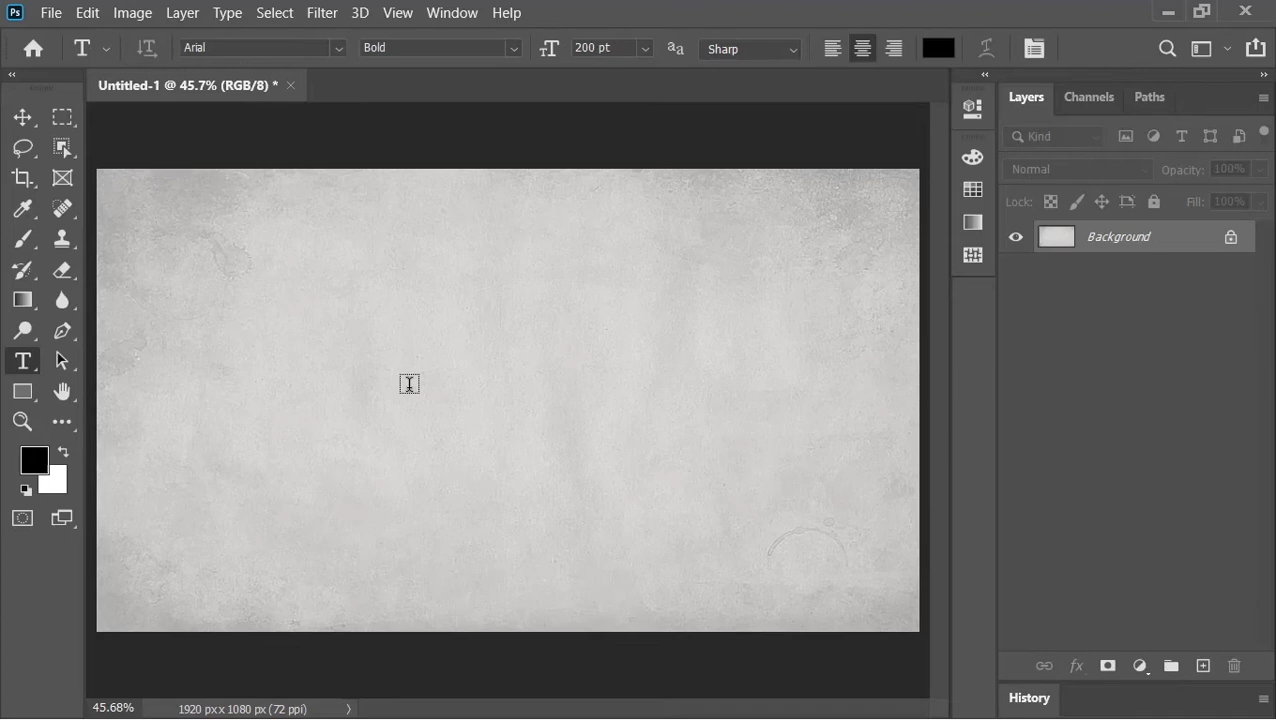 Ps File Edit Image Layer Type Select Filter 3D View Window Help
T Arial Bold 200 pt Sharp
Untitled-1 @ 45.7% (RGB/8) *
Layers Channels Paths
Kind
Normal Opacity: 100%
Lock: Fill: 100%
Background
History
45.68% 1920 px x 1080 px (72 ppi)